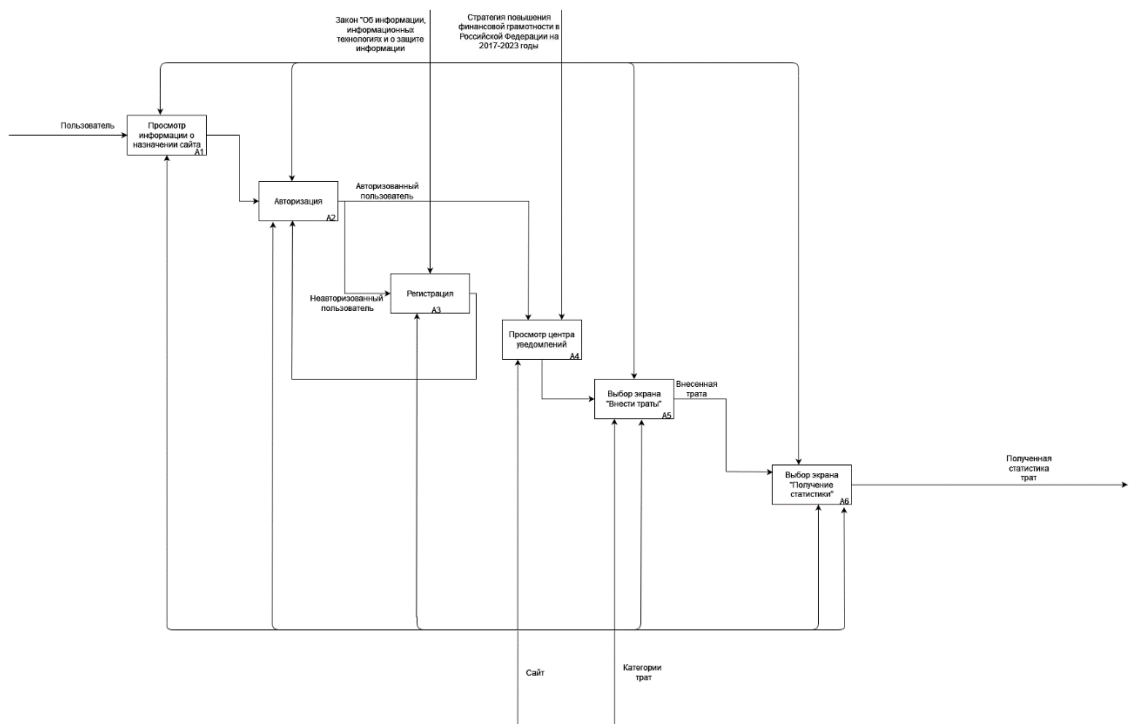 Закон "Об информации,
информационных
технологиях и о защите
информации
Стратегия повышения
финансовой грамотности в
Российской Федерации на
2017-2023 годы
Пользователь
Просмотр
информации о
назначении сайта
A1
Авторизация
A2
Авторизованный
пользователь
Неавторизованный
пользователь
Регистрация
A3
Просмотр центра
уведомлений
A4
Выбор экрана
"Внести траты"
A5
Внесенная
трата
Выбор экрана
"Получение
статистики"
A6
Полученная
статистика
трат
Сайт
Категории
трат